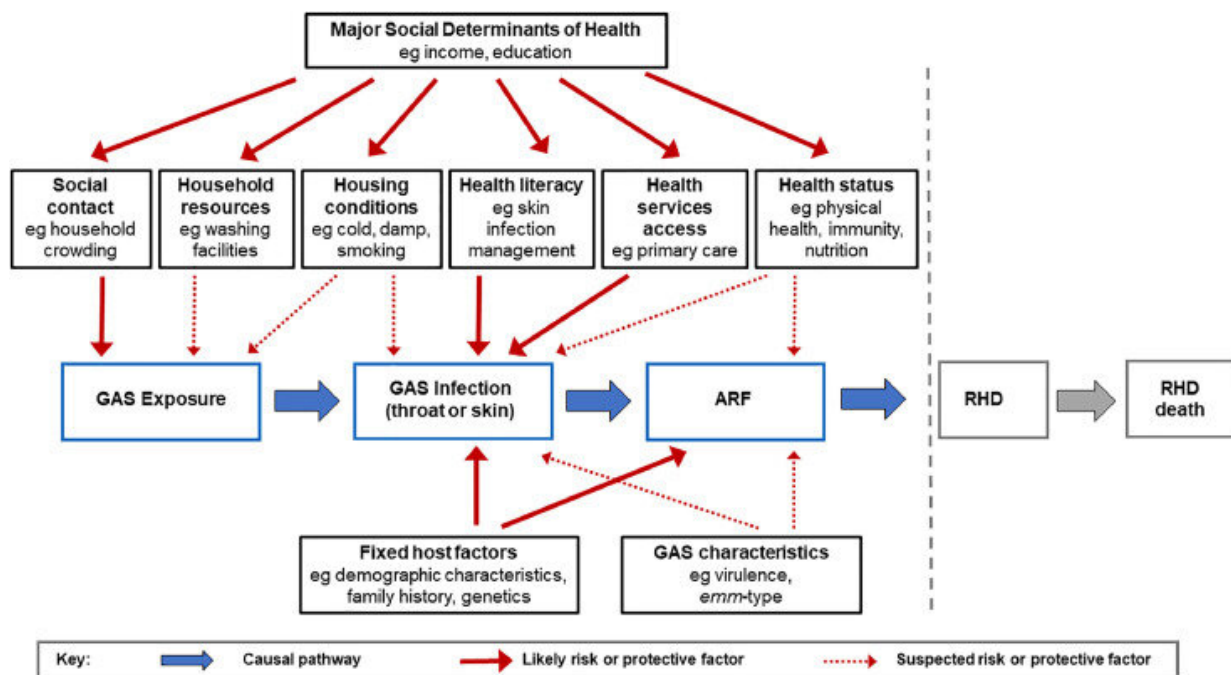 Major Social Determinants of Health
eg income, education
Social
contact
eg household
crowding
Household
resources
eg washing
facilities
Housing
conditions
eg cold, damp,
smoking
Health literacy
eg skin
infection
management
Health
services
access
eg primary care
Health status
eg physical
health, immunity,
nutrition
GAS Exposure
GAS Infection
(throat or skin)
ARF
RHD
RHD
death
Fixed host factors
eg demographic characteristics,
family history, genetics
GAS characteristics
eg virulence,
emm-type
Key:
Causal pathway
Likely risk or protective factor
Suspected risk or protective factor